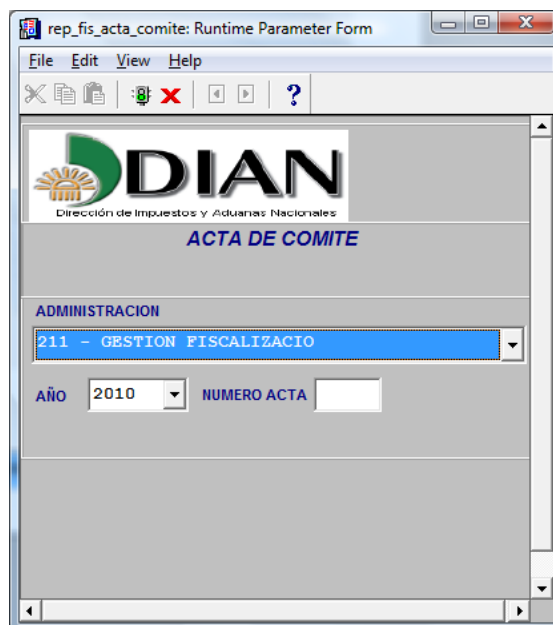 rep_fis_acta_comite: Runtime Parameter Form
File Edit View Help
?
DIAN
Dirección de Impuestos y Aduanas Nacionales
ACTA DE COMITE
ADMINISTRACION
211 - GESTION FISCALIZACIO
AÑO 2010 NUMERO ACTA